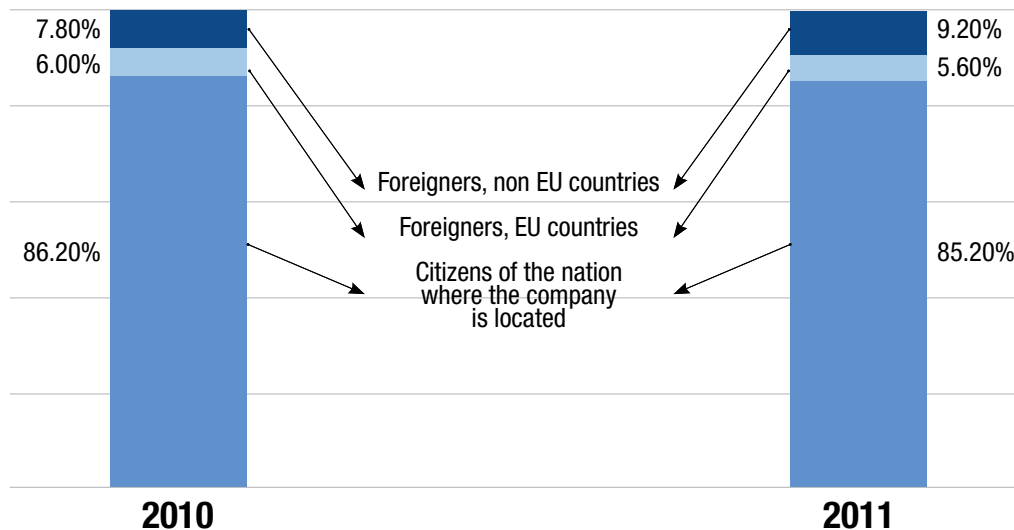 7.80%
6.00%
86.20%
Foreigners, non EU countries
Foreigners, EU countries
Citizens of the nation
where the company
is located
9.20%
5.60%
85.20%
2010
2011